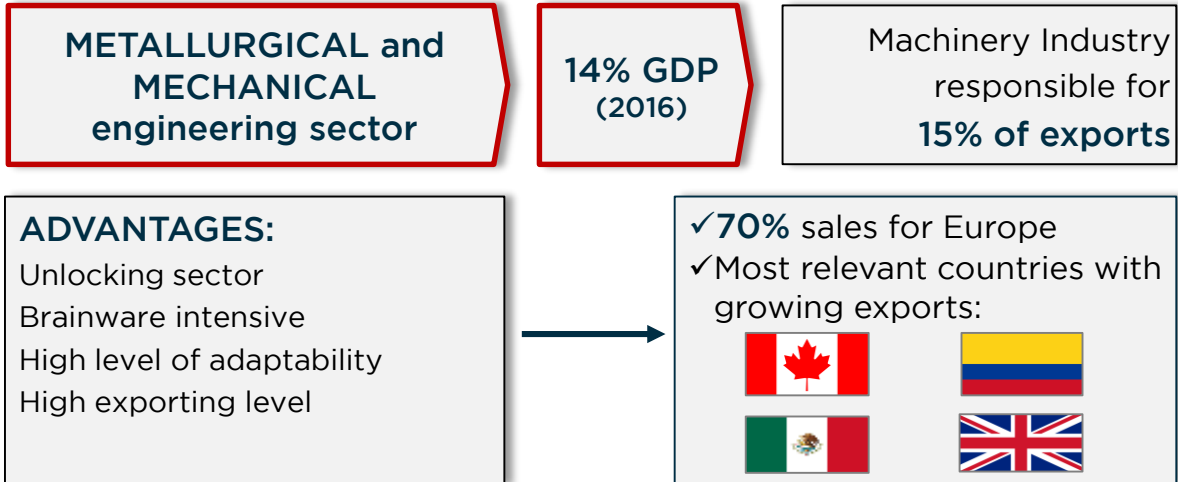 METALLURGICAL and
MECHANICAL
engineering sector
14% GDP
(2016)
Machinery Industry
responsible for
15% of exports
ADVANTAGES:
Unlocking sector
Brainware intensive
High level of adaptability
High exporting level
✓70% sales for Europe
✓Most relevant countries with
growing exports: